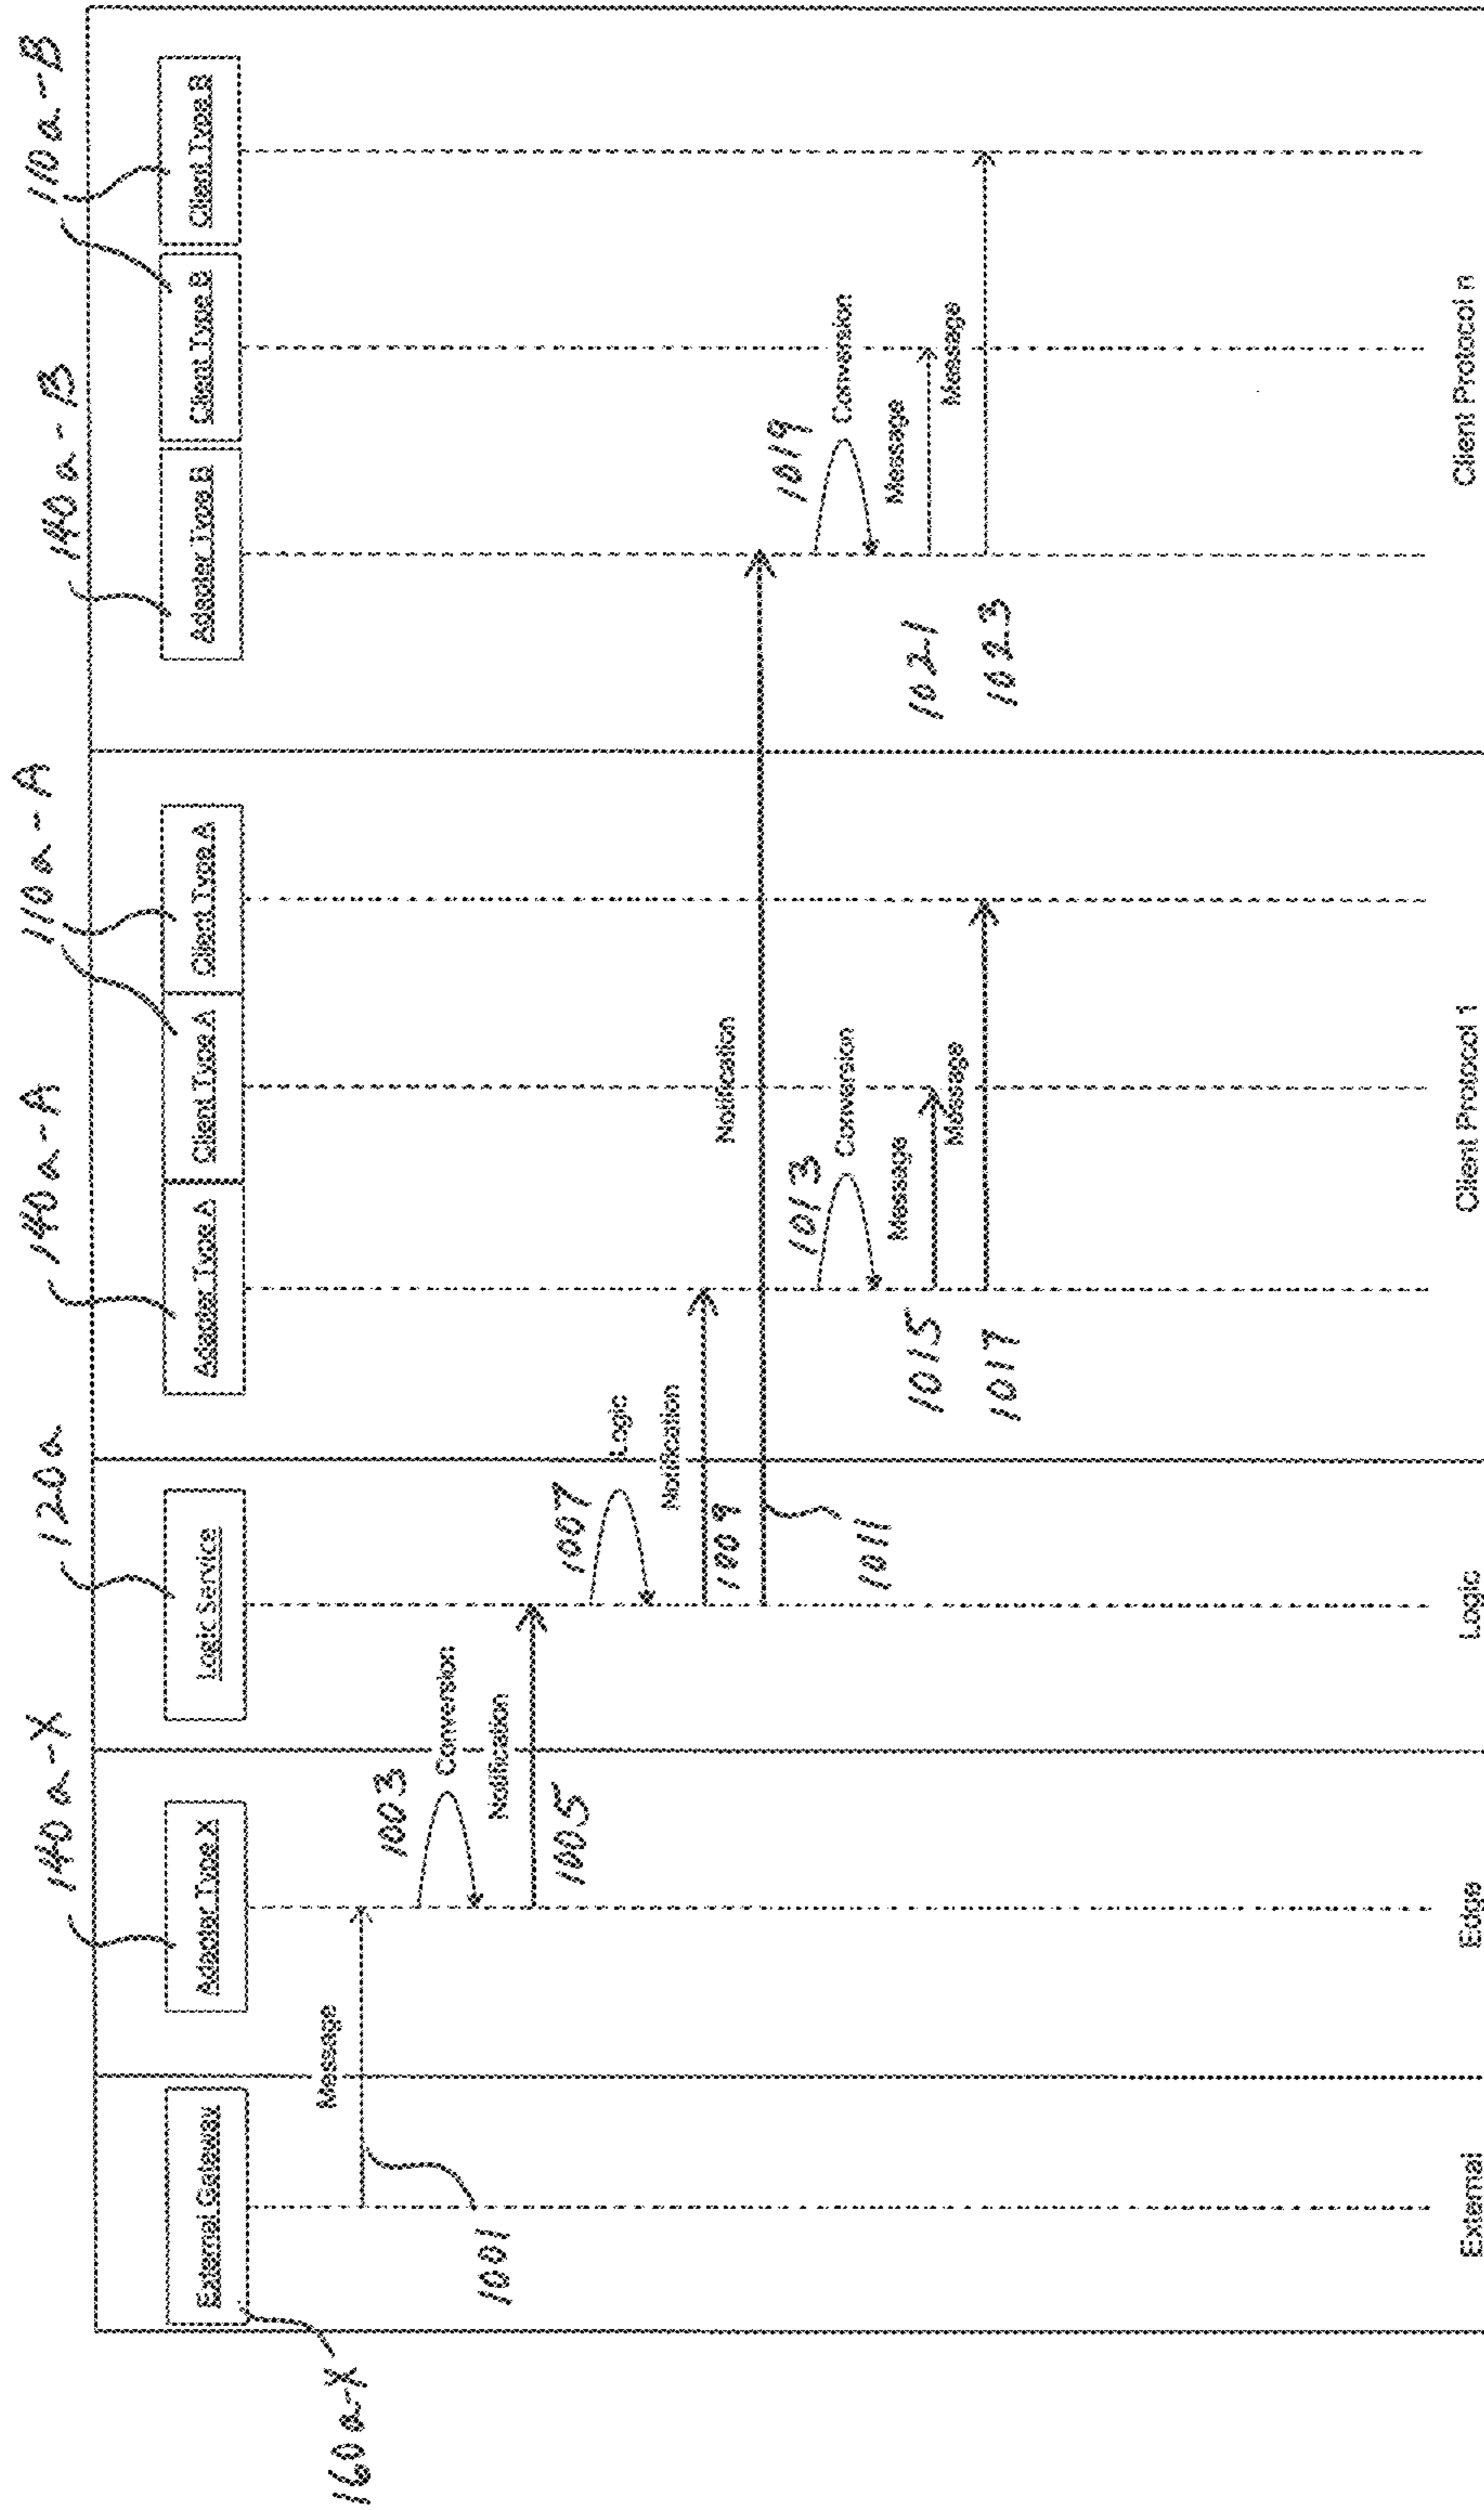 160a-X
140a-X
120a
140a-A
110a-A
140a-B
110a-B
External Gateway
Adapter Type X
Logic Service
Adapter Type A
Client Type A
Client Type A
Adapter Type B
Client Type B
Client Type B
Message
1001
1003
Conversion
Notification
1005
1007
Logic
Notification
1009
Notification
1011
1013
Conversion
Message
1015
Message
1017
1019
Conversion
Message
1021
Message
1023
External
Edge
Logic
Client Protocol 1
Client Protocol n